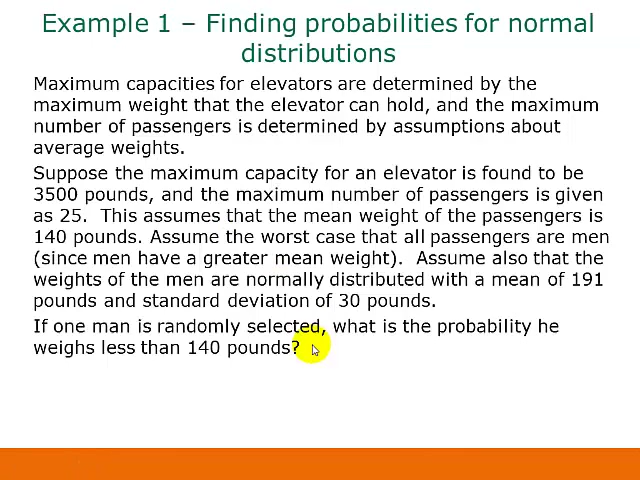 Example 1 – Finding probabilities for normal
distributions
Maximum capacities for elevators are determined by the
maximum weight that the elevator can hold, and the maximum
number of passengers is determined by assumptions about
average weights.
Suppose the maximum capacity for an elevator is found to be
3500 pounds, and the maximum number of passengers is given
as 25.  This assumes that the mean weight of the passengers is
140 pounds. Assume the worst case that all passengers are men
(since men have a greater mean weight).  Assume also that the
weights of the men are normally distributed with a mean of 191
pounds and standard deviation of 30 pounds.
If one man is randomly selected, what is the probability he
weighs less than 140 pounds?